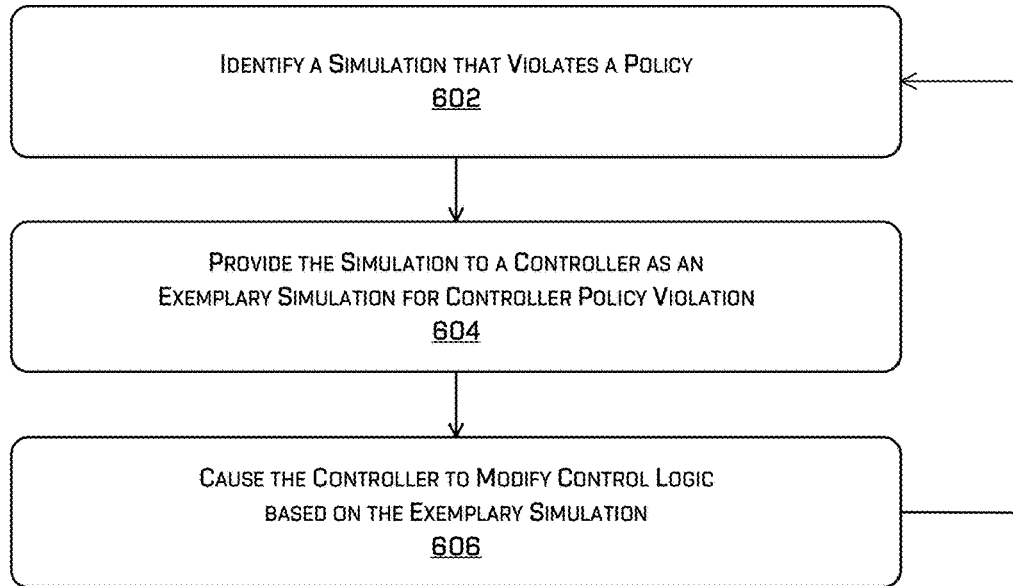 Identify a Simulation that Violates a Policy
602
Provide the Simulation to a Controller as an
Exemplary Simulation for Controller Policy Violation
604
Cause the Controller to Modify Control Logic
based on the Exemplary Simulation
606